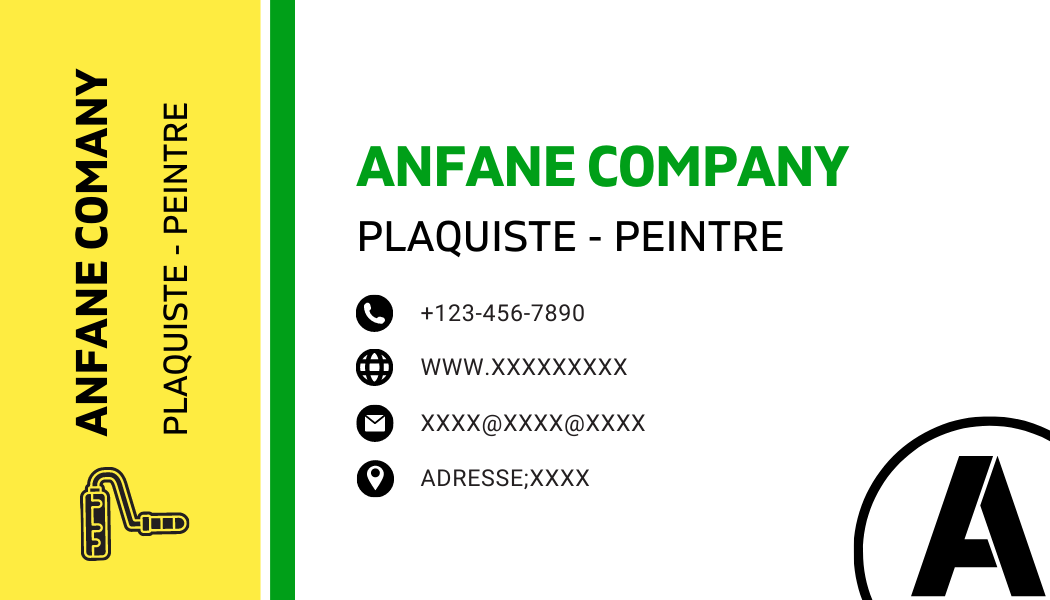 ANFANE COMANY
PLAQUISTE - PEINTRE
ANFANE COMPANY
PLAQUISTE - PEINTRE
+123-456-7890
WWW.XXXXXXXXX
XXXX@XXXX@XXXX
ADRESSE;XXXX
A